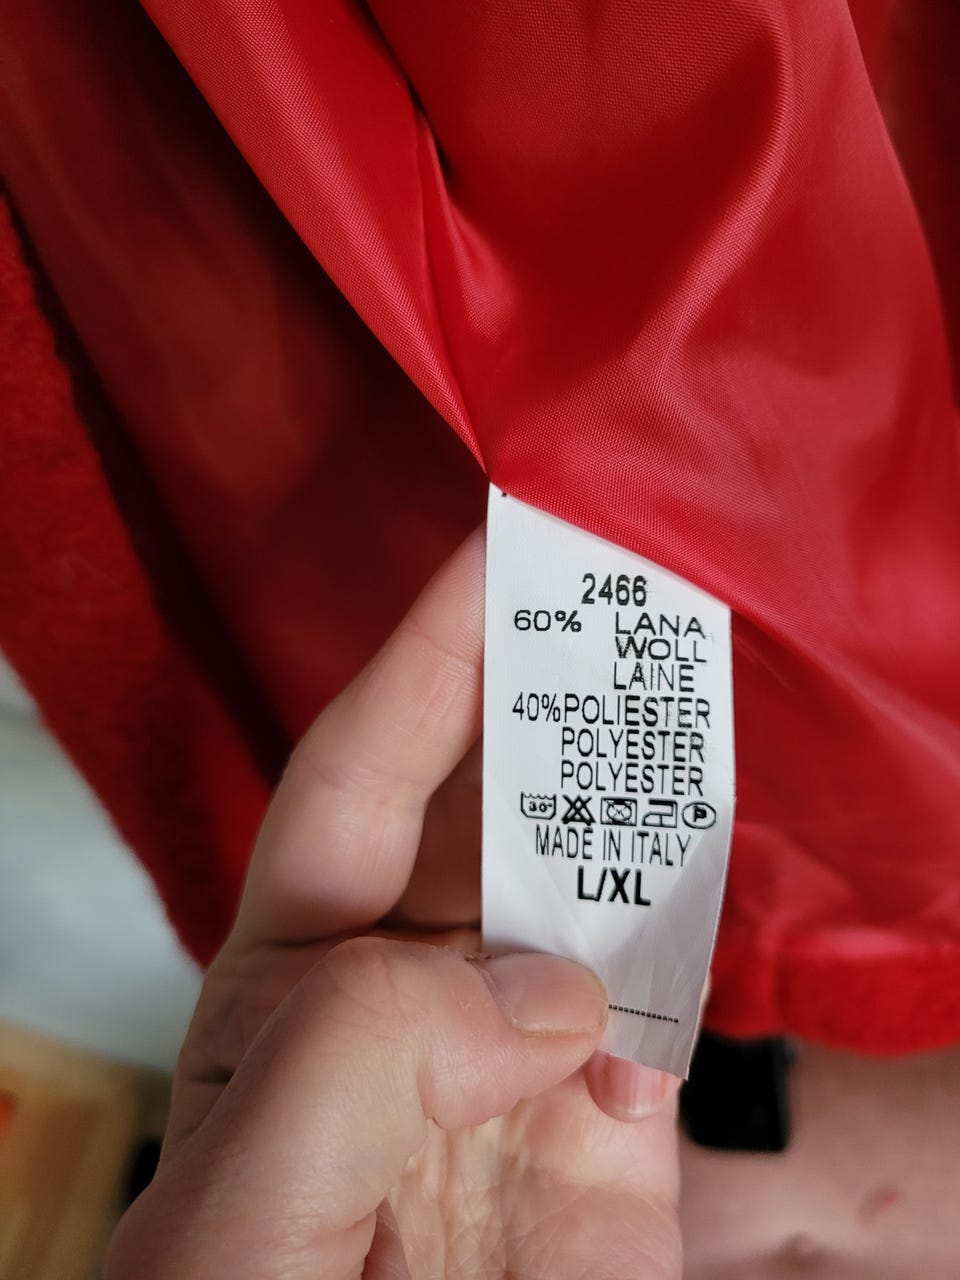 2466
60% LANA
WOLL
LAINE
40%POLIESTER
POLYESTER
POLYESTER
30° P
MADE IN ITALY
L/XL